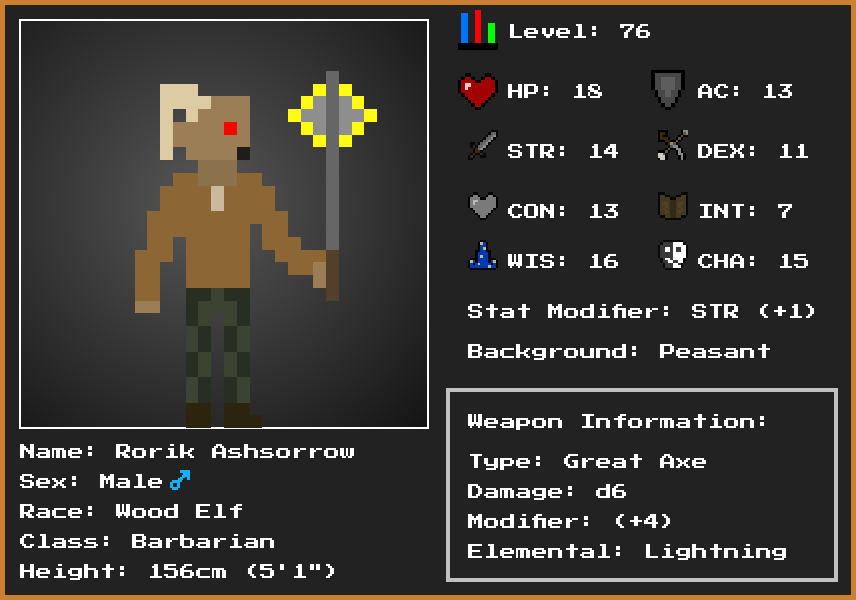 Level: 76
HP: 18
AC: 13
STR: 14
DEX: 11
CON: 13
INT: 7
WIS: 16
CHA: 15
Stat Modifier: STR (+1)
Background: Peasant
Weapon Information:
Type: Great Axe
Damage: d6
Modifier: (+4)
Elemental: Lightning
Name: Rorik Ashsorrow
Sex: Male ♂
Race: Wood Elf
Class: Barbarian
Height: 156cm (5'1")